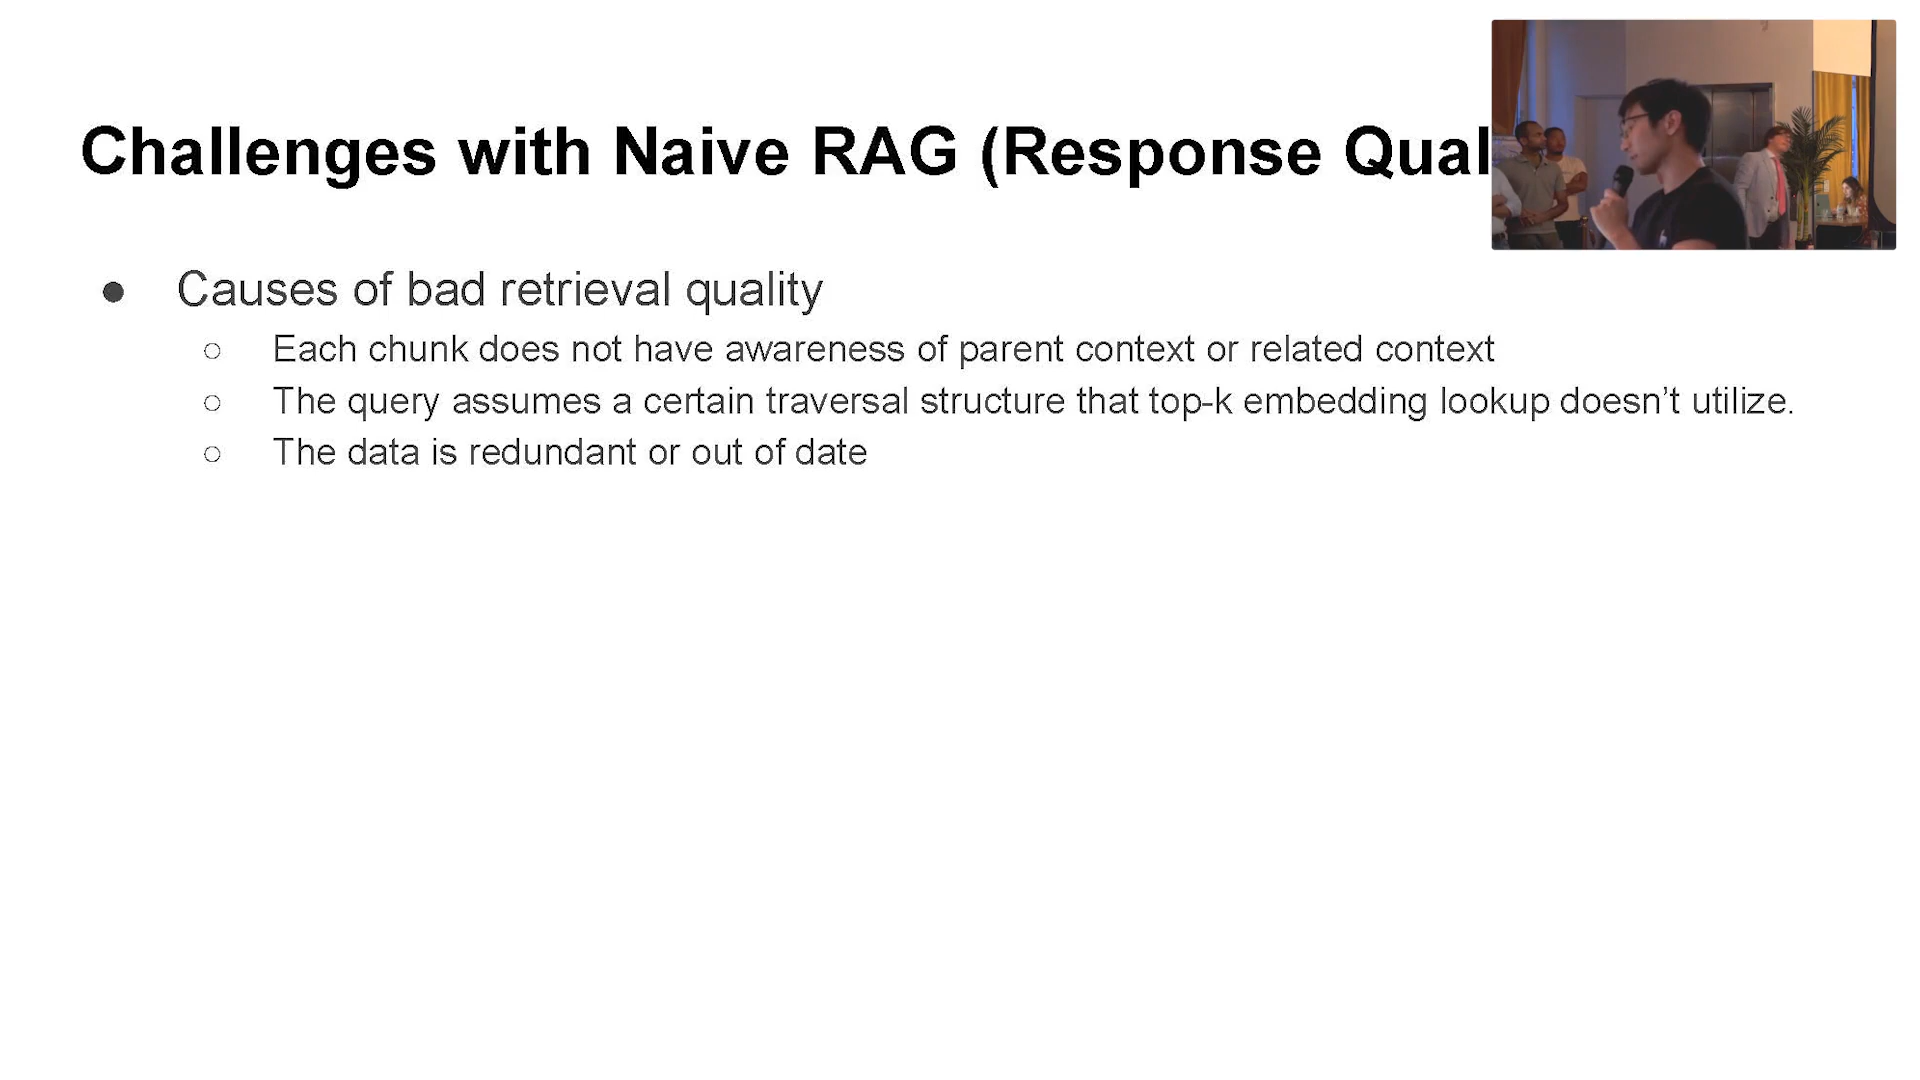 Challenges with Naive RAG (Response Qual
● Causes of bad retrieval quality
○ Each chunk does not have awareness of parent context or related context
○ The query assumes a certain traversal structure that top-k embedding lookup doesn’t utilize.
○ The data is redundant or out of date